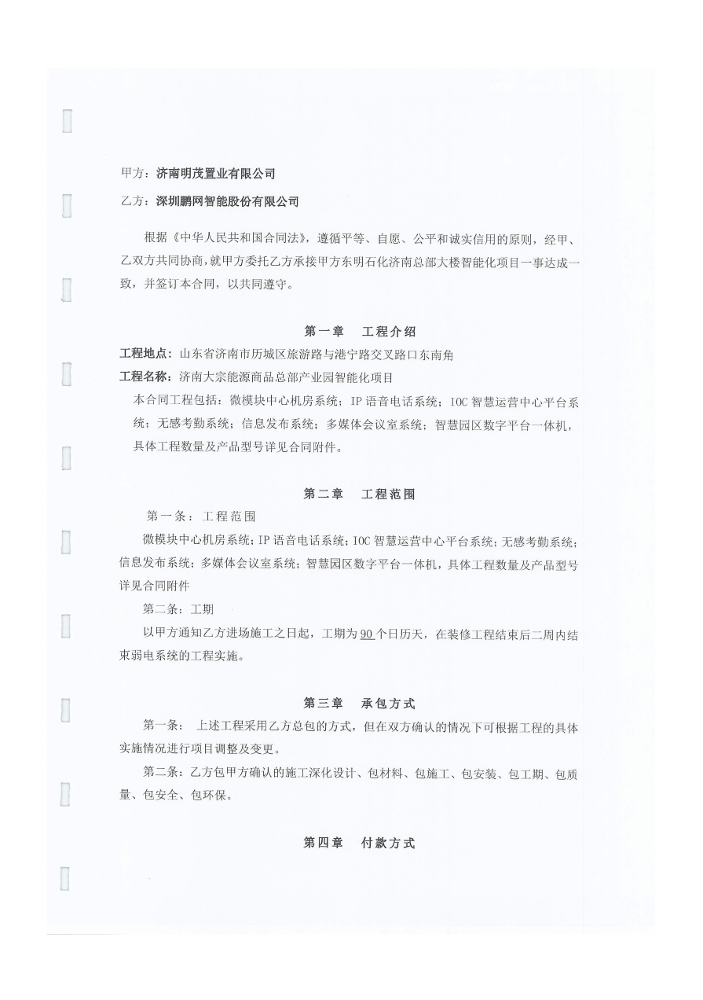 甲方：济南明茂置业有限公司
乙方：深圳鹏网智能股份有限公司
根据《中华人民共和国合同法》，遵循平等、自愿、公平和诚实信用的原则，经甲、
乙双方共同协商，就甲方委托乙方承接甲方东明石化济南总部大楼智能化项目一事达成一
致，并签订本合同，以共同遵守。
第一章 工程介绍
工程地点：山东省济南市历城区旅游路与港宁路交叉路口东南角
工程名称：济南大宗能源商品总部产业园智能化项目
本合同工程包括：微模块中心机房系统；IP 语音电话系统；IOC 智慧运营中心平台系
统；无感考勤系统；信息发布系统；多媒体会议室系统；智慧园区数字平台一体机，
具体工程数量及产品型号详见合同附件。
第二章 工程范围
第一条：工程范围
微模块中心机房系统；IP 语音电话系统；IOC 智慧运营中心平台系统；无感考勤系统；
信息发布系统；多媒体会议室系统；智慧园区数字平台一体机，具体工程数量及产品型号
详见合同附件
第二条：工期
以甲方通知乙方进场施工之日起，工期为 90 个日历天，在装修工程结束后二周内结
束弱电系统的工程实施。
第三章 承包方式
第一条： 上述工程采用乙方总包的方式，但在双方确认的情况下可根据工程的具体
实施情况进行项目调整及变更。
第二条：乙方包甲方确认的施工深化设计、包材料、包施工、包安装、包工期、包质
量、包安全、包环保。
第四章 付款方式